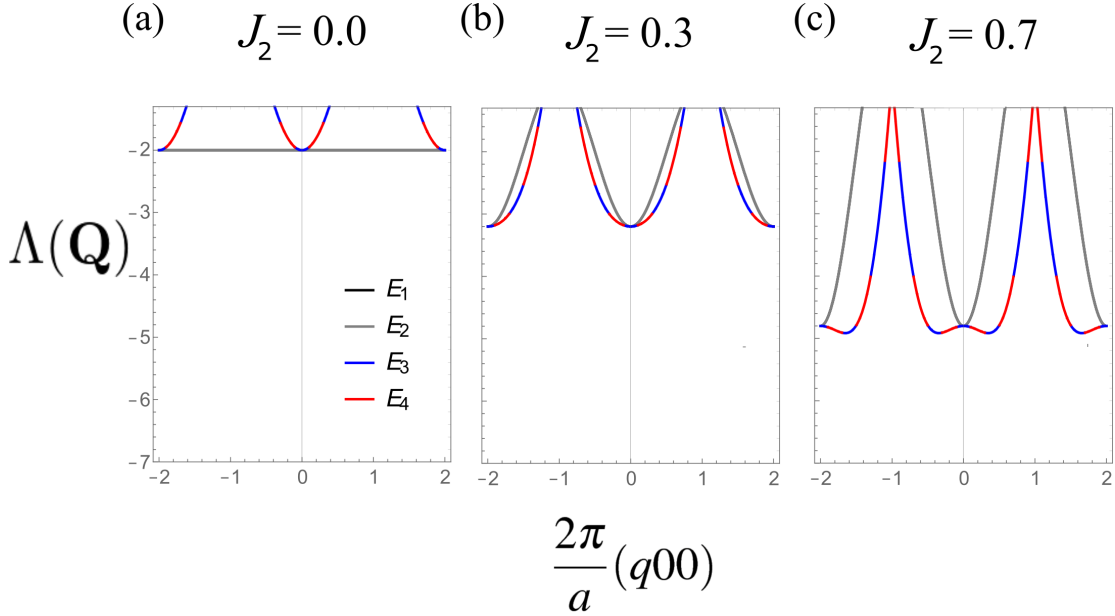 (a)
J₂ = 0.0
(b)
J₂ = 0.3
(c)
J₂ = 0.7
Λ(Q)
−2
−3
−4
−5
−6
−7
E₁
E₂
E₃
E₄
−2 −1 0 1 2
−2 −1 0 1 2
−2 −1 0 1 2
2π
a
(q00)